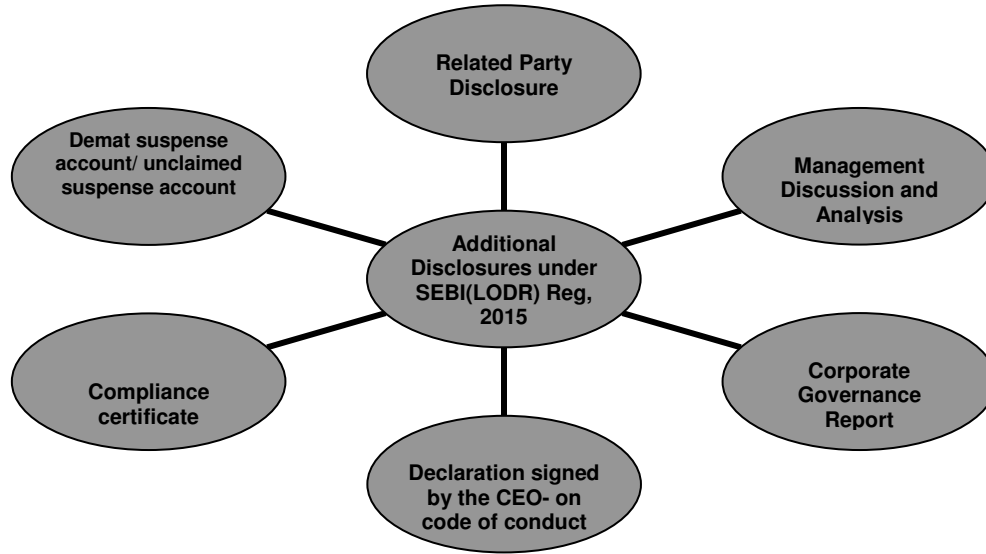 Related Party
Disclosure
Demat suspense
account/ unclaimed
suspense account
Management
Discussion and
Analysis
Additional
Disclosures under
SEBI(LODR) Reg,
2015
Compliance
certificate
Corporate
Governance
Report
Declaration signed
by the CEO- on
code of conduct